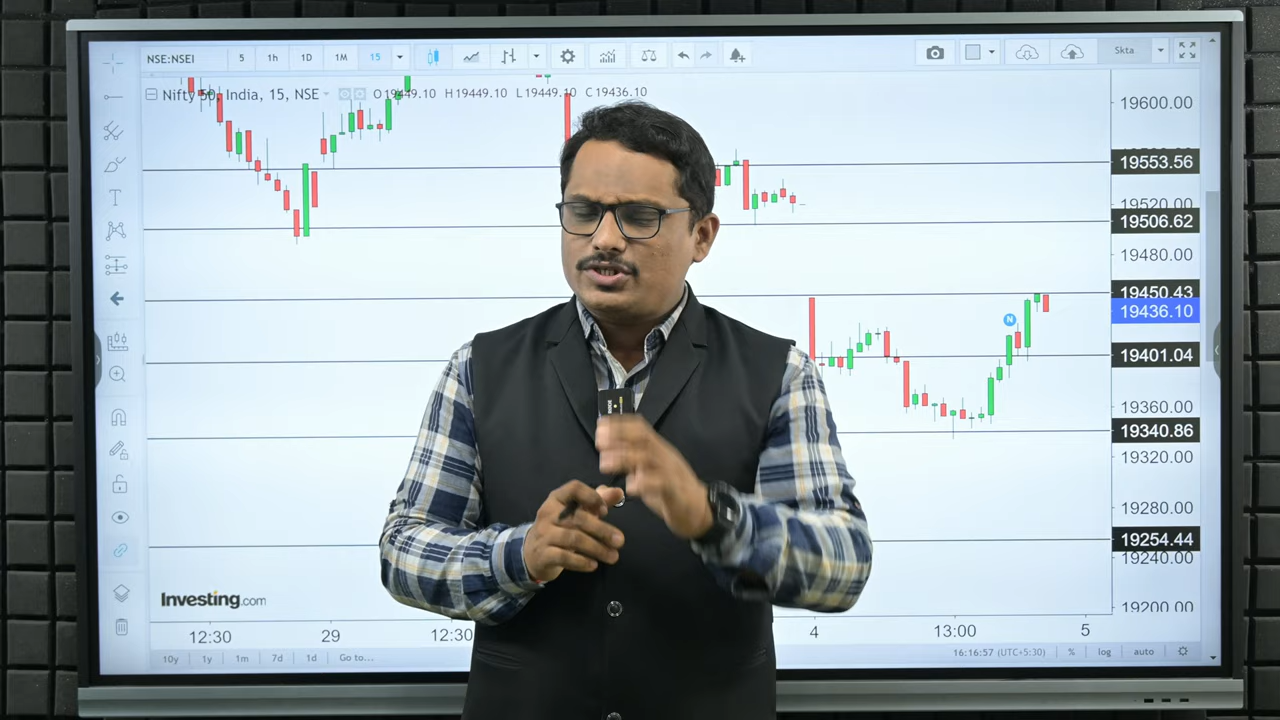 NSE:NSEI 5 1h 1D 1M 15 Skta
Nifty 50, India, 15, NSE O19449.10 H19449.10 L19449.10 C19436.10
19600.00
19553.56
19520.00
19506.62
19480.00
19450.43
N
19436.10
19401.04
19360.00
19340.86
19320.00
19280.00
19254.44
19240.00
19200.00
Investing.com
12:30 29 12:30 4 13:00 5
10y 1y 1m 7d 1d Go to... 16:16:57 (UTC+5:30) % log auto